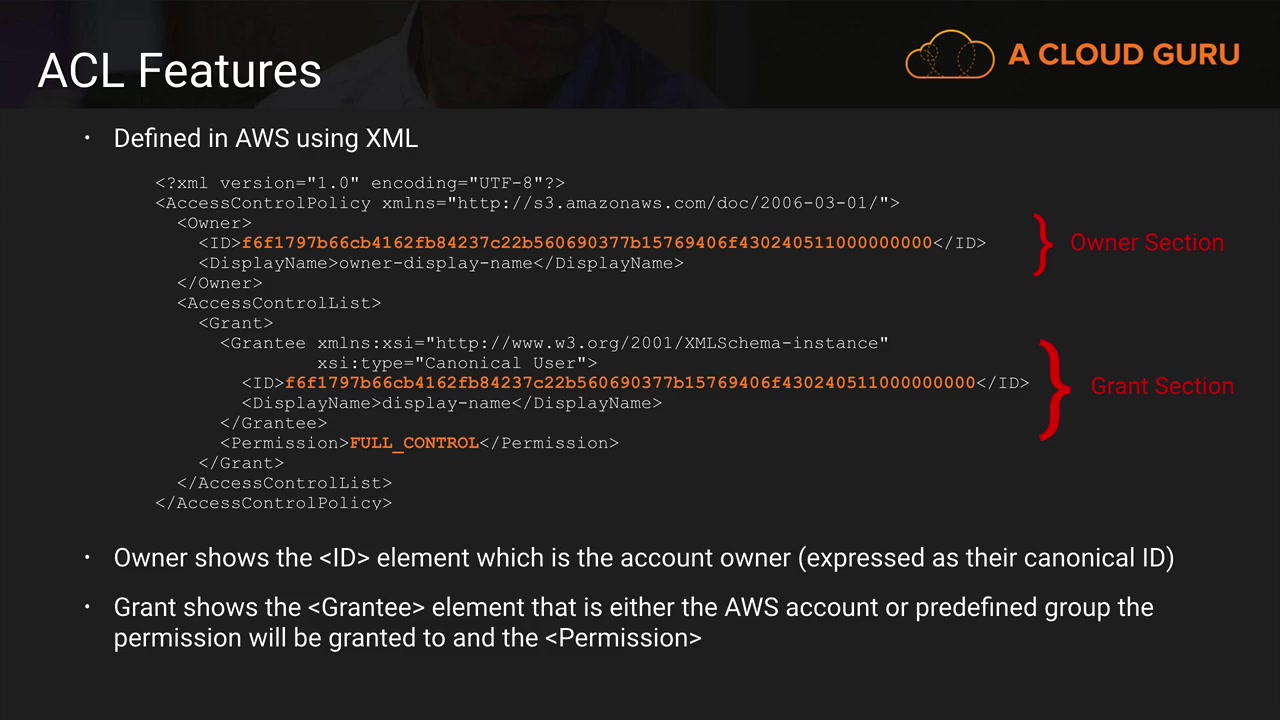 ACL Features
A CLOUD GURU
• Defined in AWS using XML
<?xml version="1.0" encoding="UTF-8"?>
<AccessControlPolicy xmlns="http://s3.amazonaws.com/doc/2006-03-01/">
<Owner>
<ID>f6f1797b66cb4162fb84237c22b560690377b15769406f430240511000000000</ID>
<DisplayName>owner-display-name</DisplayName>
</Owner>
Owner Section
<AccessControlList>
<Grant>
<Grantee xmlns:xsi="http://www.w3.org/2001/XMLSchema-instance"
xsi:type="Canonical User">
<ID>f6f1797b66cb4162fb84237c22b560690377b15769406f430240511000000000</ID>
<DisplayName>display-name</DisplayName>
</Grantee>
<Permission>FULL_CONTROL</Permission>
Grant Section
</Grant>
</AccessControlList>
</AccessControlPolicy>
• Owner shows the <ID> element which is the account owner (expressed as their canonical ID)
• Grant shows the <Grantee> element that is either the AWS account or predefined group the
permission will be granted to and the <Permission>